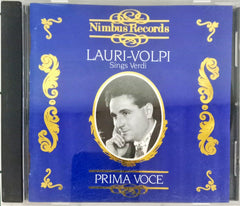 Nimbus Records
LAURI-VOLPI
Sings Verdi
PRIMA VOCE